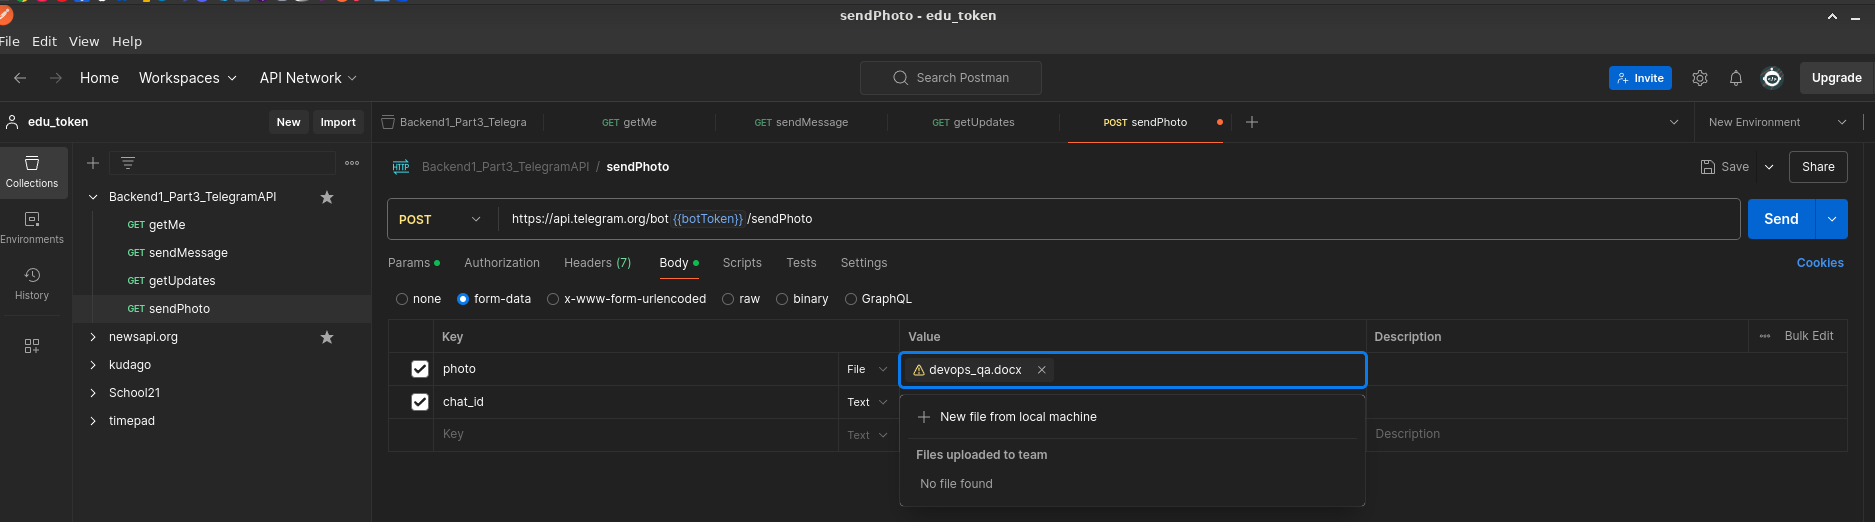 sendPhoto - edu_token
File Edit View Help
Home Workspaces API Network Search Postman Invite Upgrade
edu_token New Import
Backend1_Part3_Telegra GET getMe GET sendMessage GET getUpdates POST sendPhoto New Environment
Collections
Environments
History
Backend1_Part3_TelegramAPI
GET getMe
GET sendMessage
GET getUpdates
GET sendPhoto
newsapi.org
kudago
School21
timepad
HTTP Backend1_Part3_TelegramAPI / sendPhoto Save Share
POST https://api.telegram.org/bot {{botToken}} /sendPhoto Send
Params Authorization Headers (7) Body Scripts Tests Settings Cookies
none form-data x-www-form-urlencoded raw binary GraphQL
Key Value Description Bulk Edit
photo File devops_qa.docx
chat_id Text
Key Text Description
New file from local machine
Files uploaded to team
No file found